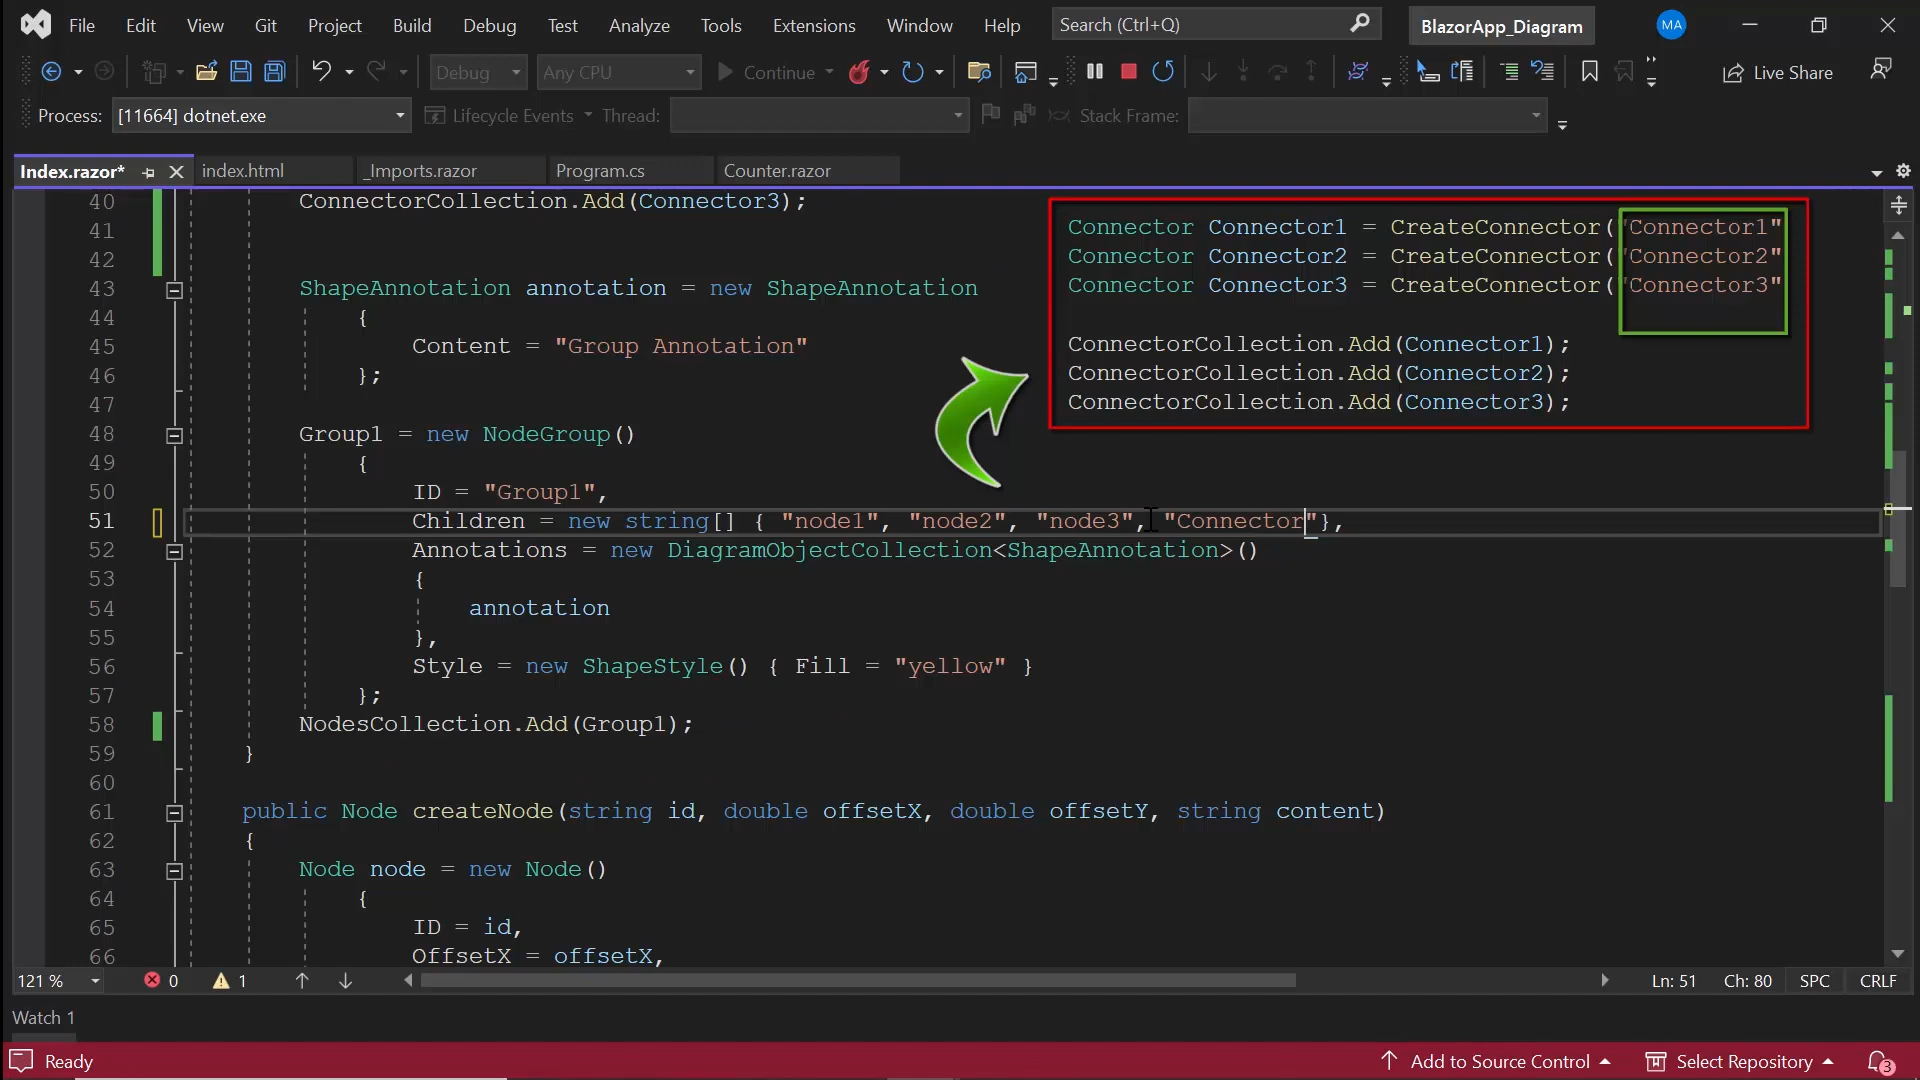 File Edit View Git Project Build Debug Test Analyze Tools Extensions Window Help Search (Ctrl+Q) BlazorApp_Diagram MA
Debug Any CPU Continue Live Share
Process: [11664] dotnet.exe Lifecycle Events Thread: Stack Frame:
Index.razor* index.html _Imports.razor Program.cs Counter.razor
40 ConnectorCollection.Add(Connector3);
41
42
43 ShapeAnnotation annotation = new ShapeAnnotation
44 {
45 Content = "Group Annotation"
46 };
47
48 Group1 = new NodeGroup()
49 {
50 ID = "Group1",
51 Children = new string[] { "node1", "node2", "node3", "Connector"},
52 Annotations = new DiagramObjectCollection<ShapeAnnotation>()
53 {
54 annotation
55 },
56 Style = new ShapeStyle() { Fill = "yellow" }
57 };
58 NodesCollection.Add(Group1);
59 }
60
61 public Node createNode(string id, double offsetX, double offsetY, string content)
62 {
63 Node node = new Node()
64 {
65 ID = id,
66 OffsetX = offsetX,
Connector Connector1 = CreateConnector("Connector1"
Connector Connector2 = CreateConnector("Connector2"
Connector Connector3 = CreateConnector("Connector3"
ConnectorCollection.Add(Connector1);
ConnectorCollection.Add(Connector2);
ConnectorCollection.Add(Connector3);
121 % 0 1 Ln: 51 Ch: 80 SPC CRLF
Watch 1
Ready Add to Source Control Select Repository 3